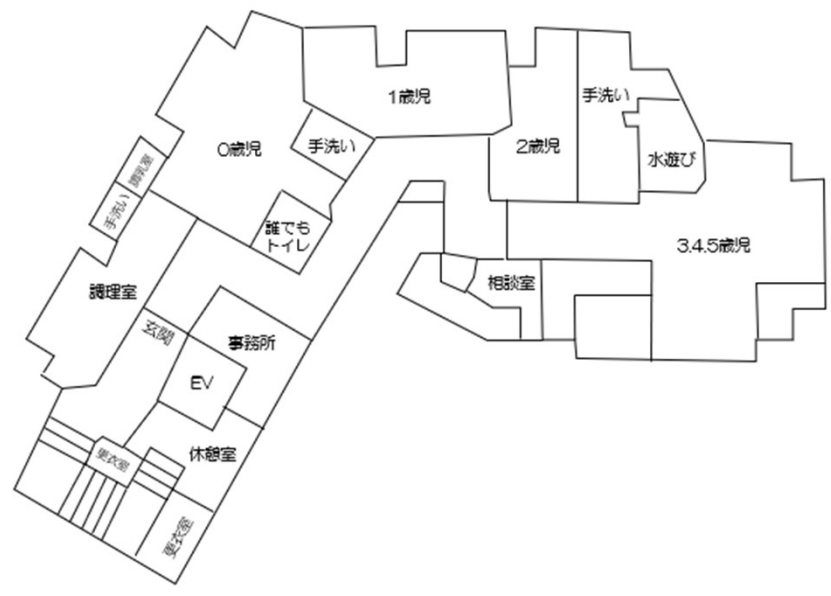 1歳児
手洗い
0歳児
手洗い
2歳児
水遊び
調乳室
手洗い
誰でも
トイレ
3.4.5歳児
調理室
相談室
玄関
事務所
EV
更衣室
休憩室
更衣室